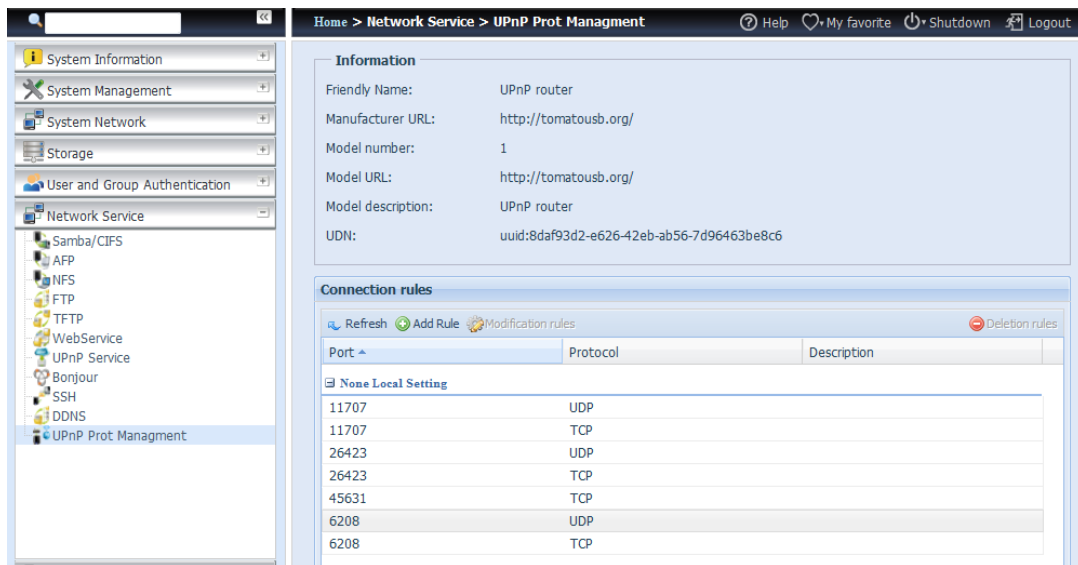 Home > Network Service > UPnP Prot Managment
Help My favorite Shutdown Logout
System Information
System Management
System Network
Storage
User and Group Authentication
Network Service
Samba/CIFS
AFP
NFS
FTP
TFTP
WebService
UPnP Service
Bonjour
SSH
DDNS
UPnP Prot Managment
Information
Friendly Name: UPnP router
Manufacturer URL: http://tomatousb.org/
Model number: 1
Model URL: http://tomatousb.org/
Model description: UPnP router
UDN: uuid:8daf93d2-e626-42eb-ab56-7d96463be8c6
Connection rules
Refresh Add Rule Modification rules Deletion rules
Port Protocol Description
None Local Setting
11707 UDP
11707 TCP
26423 UDP
26423 TCP
45631 TCP
6208 UDP
6208 TCP